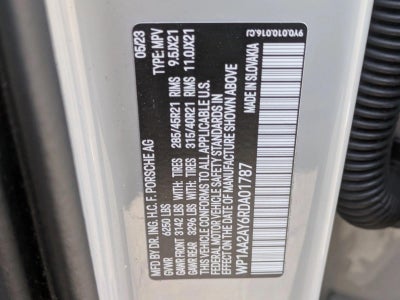 MFD BY DR. ING. H.C. F. PORSCHE AG 05/23
GVWR 6250 LBS TYPE: MPV
GAWR FRONT 3142 LBS WITH- TIRES 285/45R21 RIMS 9.5JX21
GAWR REAR 3296 LBS WITH- TIRES 315/40R21 RIMS 11.0JX21
THIS VEHICLE CONFORMS TO ALL APPLICABLE U.S.
FEDERAL MOTOR VEHICLE SAFETY STANDARDS IN
EFFECT ON THE DATE OF MANUFACTURE SHOWN ABOVE
WP1AA2AY6RDA01787 MADE IN SLOVAKIA
9Y0.010.016.CJ